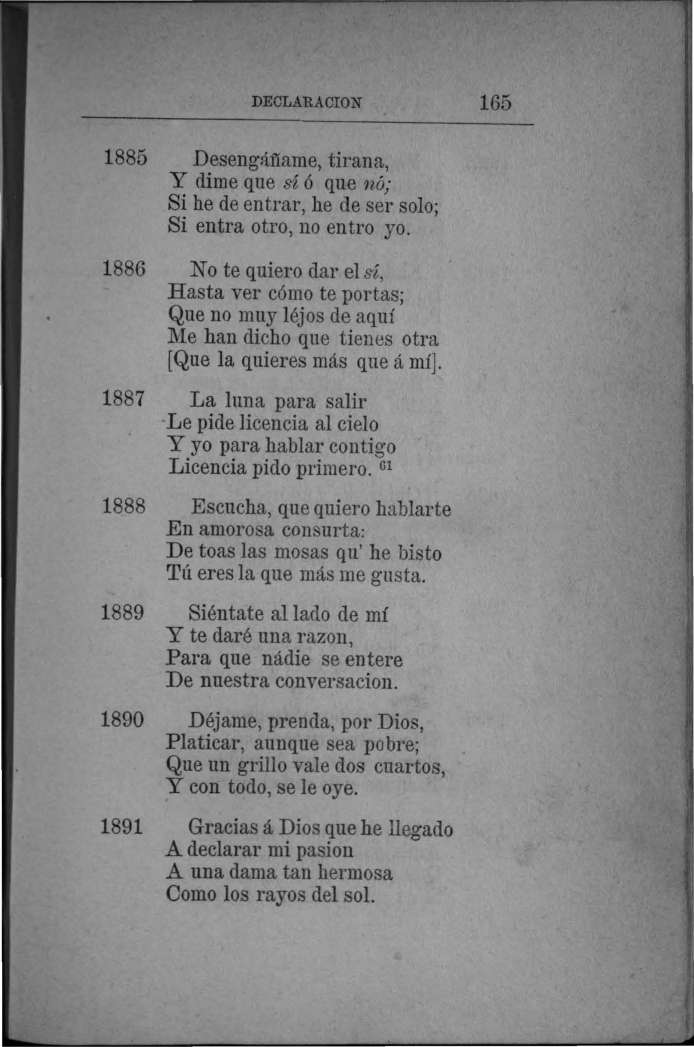 DECLARACION 165
1885 Desengáñame, tirana,
Y dime que sí ó que nó;
Si he de entrar, he de ser solo;
Si entra otro, no entro yo.
1886 No te quiero dar el sí,
Hasta ver cómo te portas;
Que no muy léjos de aquí
Me han dicho que tienes otra
[Que la quieres más que á mí].
1887 La luna para salir
Le pide licencia al cielo
Y yo para hablar contigo
Licencia pido primero. 61
1888 Escucha, que quiero hablarte
En amorosa consurta:
De toas las mosas qu' he bisto
Tú eres la que más me gusta.
1889 Siéntate al lado de mí
Y te daré una razon,
Para que nádie se entere
De nuestra conversacion.
1890 Déjame, prenda, por Dios,
Platicar, aunque sea pobre;
Que un grillo vale dos cuartos,
Y con todo, se le oye.
1891 Gracias á Dios que he llegado
A declarar mi pasion
A una dama tan hermosa
Como los rayos del sol.